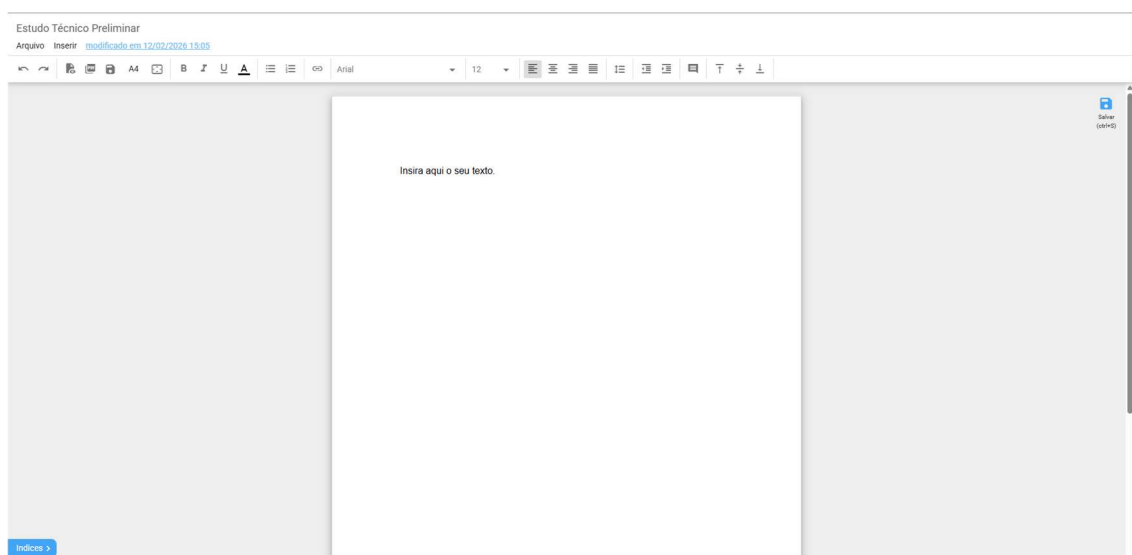 Estudo Técnico Preliminar
Arquivo Inserir modificado em 12/02/2026 15:05
A4 B I U A Arial 12
Salvar
(ctrl+S)
Insira aqui o seu texto.
Indices >